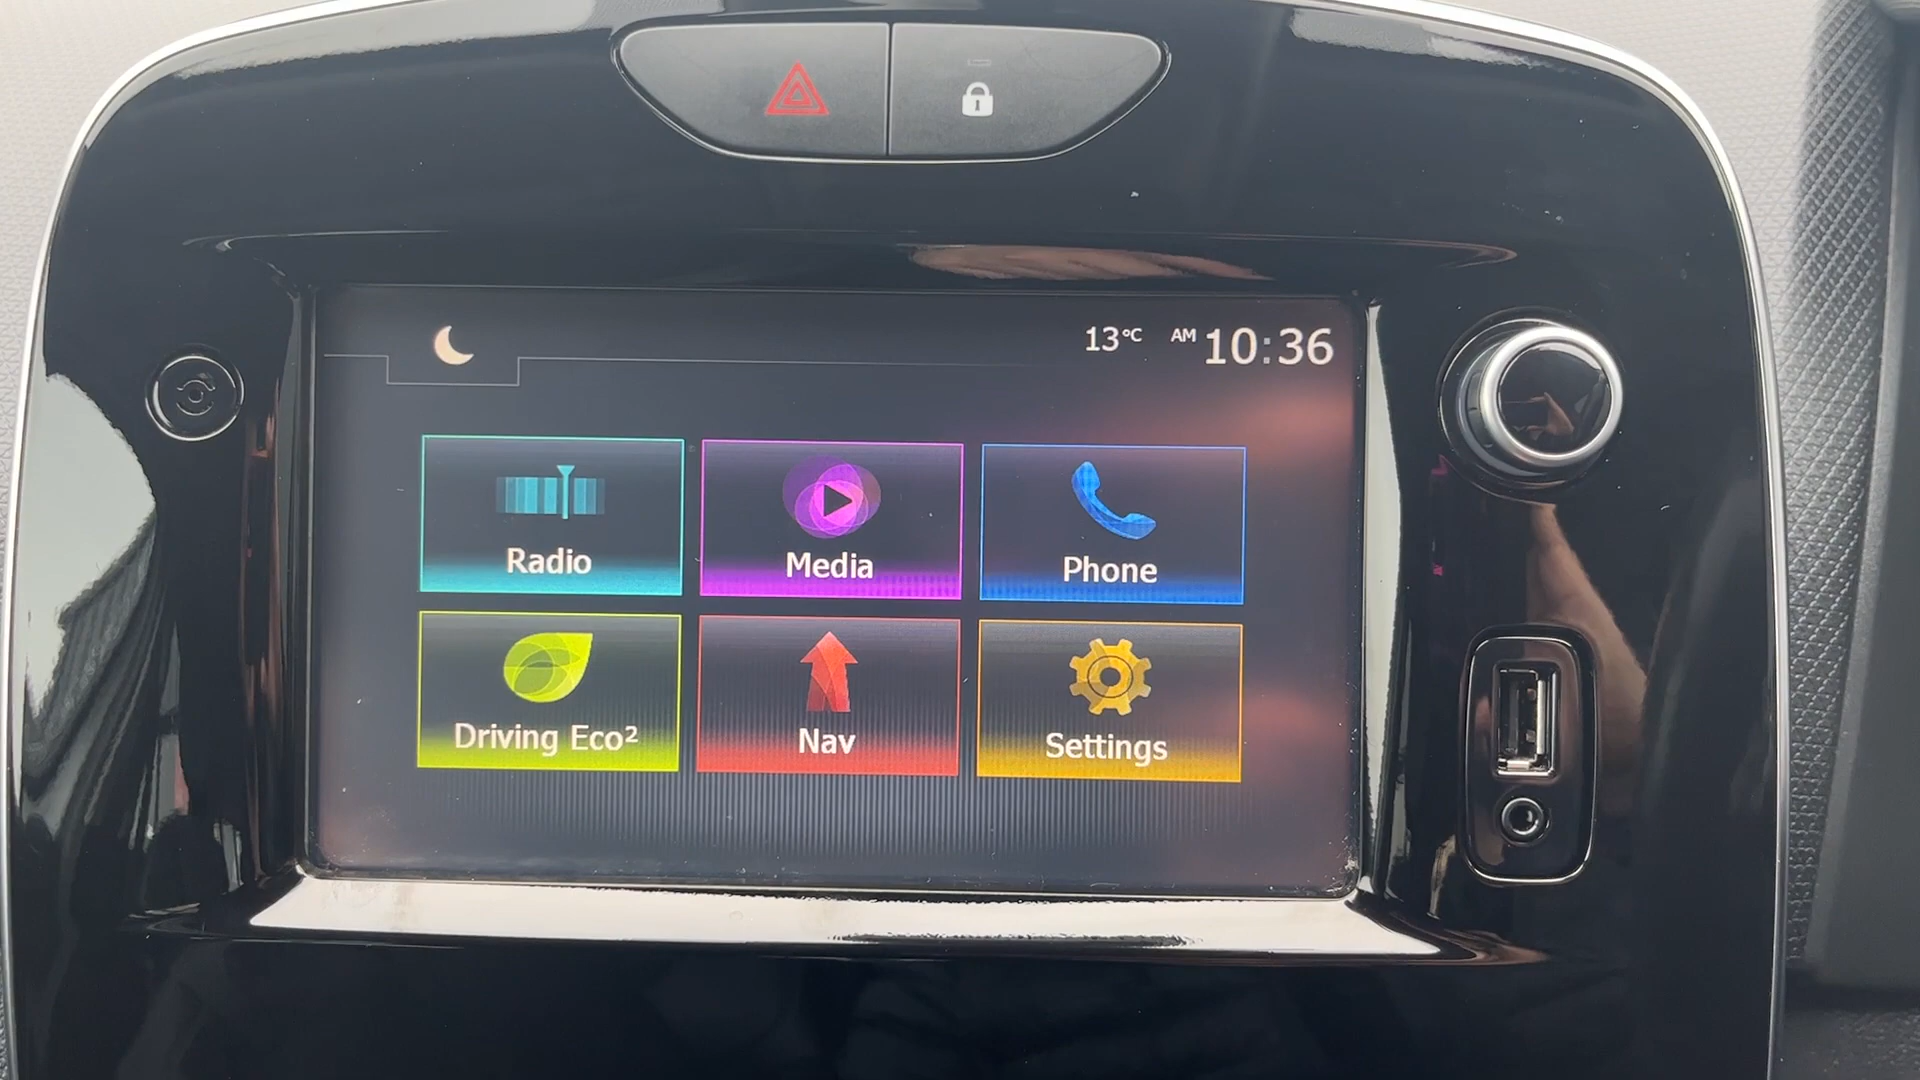 13°C AM 10:36
Radio
Media
Phone
Driving Eco²
Nav
Settings